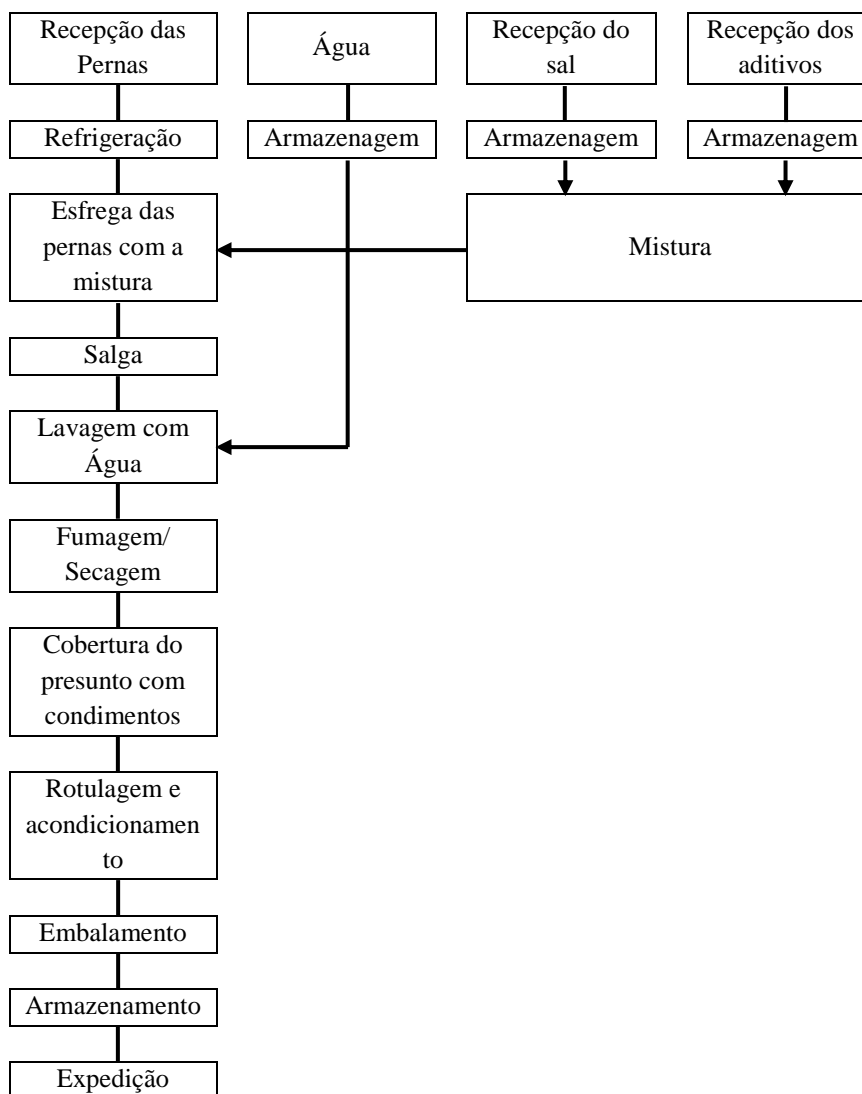 Recepção das
Pernas
Água
Recepção do
sal
Recepção dos
aditivos
Refrigeração
Armazenagem
Armazenagem
Armazenagem
Esfrega das
pernas com a
mistura
Mistura
Salga
Lavagem com
Água
Fumagem/
Secagem
Cobertura do
presunto com
condimentos
Rotulagem e
acondicionamen
to
Embalamento
Armazenamento
Expedição